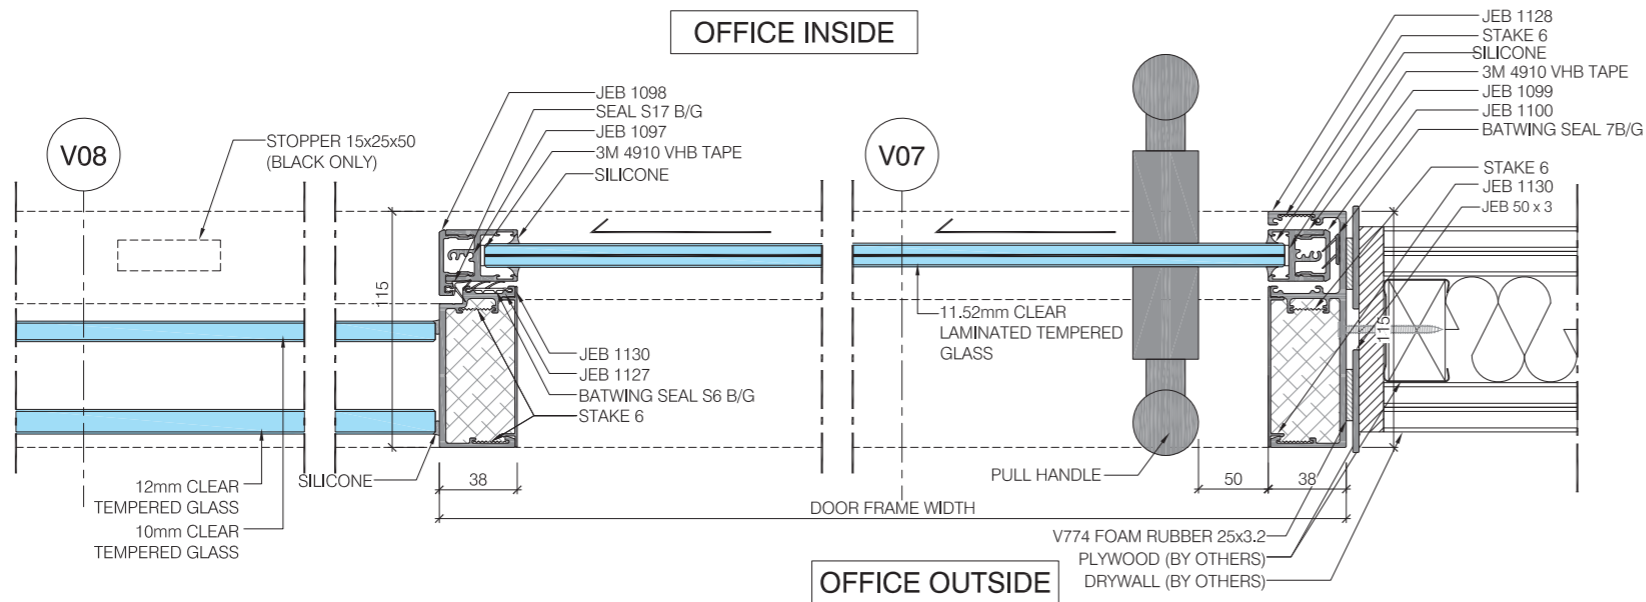 OFFICE INSIDE
JEB 1128
STAKE 6
SILICONE
3M 4910 VHB TAPE
JEB 1099
JEB 1100
BATWING SEAL 7B/G
STAKE 6
JEB 1130
JEB 50 x 3
JEB 1098
SEAL S17 B/G
JEB 1097
3M 4910 VHB TAPE
SILICONE
V08
STOPPER 15x25x50
(BLACK ONLY)
V07
115
11.52mm CLEAR
LAMINATED TEMPERED
GLASS
115
JEB 1130
JEB 1127
BATWING SEAL S6 B/G
STAKE 6
PULL HANDLE
SILICONE
38
50
38
12mm CLEAR
TEMPERED GLASS
10mm CLEAR
TEMPERED GLASS
DOOR FRAME WIDTH
V774 FOAM RUBBER 25x3.2
PLYWOOD (BY OTHERS)
DRYWALL (BY OTHERS)
OFFICE OUTSIDE